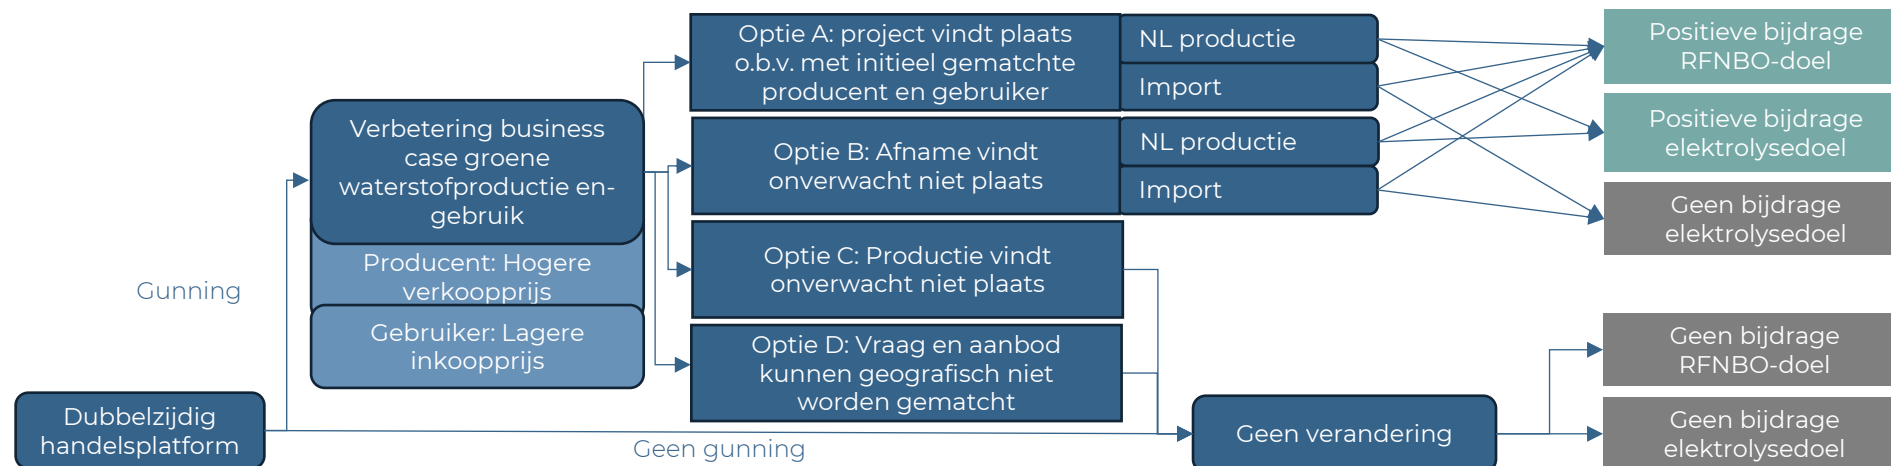 Dubbelzijdig
handelsplatform
Gunning
Geen gunning
Verbetering business
case groene
waterstofproductie en-
gebruik
Producent: Hogere
verkoopprijs
Gebruiker: Lagere
inkoopprijs
Optie A: project vindt plaats
o.b.v. met initieel gematchte
producent en gebruiker
NL productie
Import
Optie B: Afname vindt
onverwacht niet plaats
NL productie
Import
Optie C: Productie vindt
onverwacht niet plaats
Optie D: Vraag en aanbod
kunnen geografisch niet
worden gematcht
Geen verandering
Positieve bijdrage
RFNBO-doel
Positieve bijdrage
elektrolysedoel
Geen bijdrage
elektrolysedoel
Geen bijdrage
RFNBO-doel
Geen bijdrage
elektrolysedoel